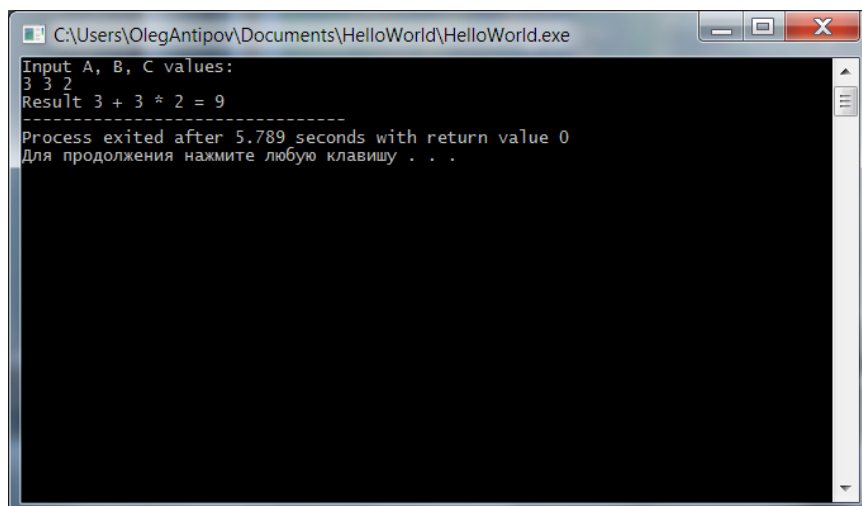 C:\Users\OlegAntipov\Documents\HelloWorld\HelloWorld.exe
Input A, B, C values:
3 3 2
Result 3 + 3 * 2 = 9
--------------------------------
Process exited after 5.789 seconds with return value 0
Для продолжения нажмите любую клавишу . . .